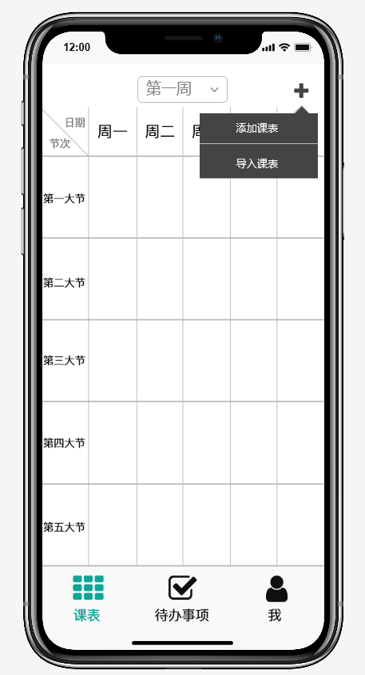 12:00
第一周
日期
节次
周一
周二
添加课表
导入课表
第一大节
第二大节
第三大节
第四大节
第五大节
课表
待办事项
我